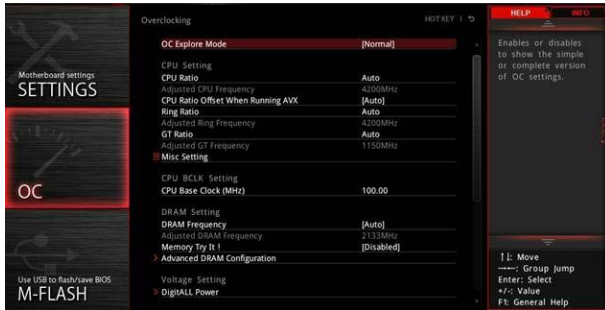 Overclocking
HOT KEY |
HELP
INFO
OC Explore Mode [Normal]
CPU Setting
CPU Ratio Auto
Adjusted CPU Frequency 4200MHz
CPU Ratio Offset When Running AVX [Auto]
Ring Ratio Auto
Adjusted Ring Frequency 4200MHz
GT Ratio Auto
Adjusted GT Frequency 1150MHz
Misc Setting
CPU BCLK Setting
CPU Base Clock (MHz) 100.00
DRAM Setting
DRAM Frequency [Auto]
Adjusted DRAM Frequency 2133MHz
Memory Try It ! [Disabled]
> Advanced DRAM Configuration
Voltage Setting
> DigitALL Power
Motherboard settings
SETTINGS
OC
Use USB to flash/save BIOS
M-FLASH
Enables or disables
to show the simple
or complete version
of OC settings.
↑↓: Move
→←: Group Jump
Enter: Select
+/-: Value
F1: General Help